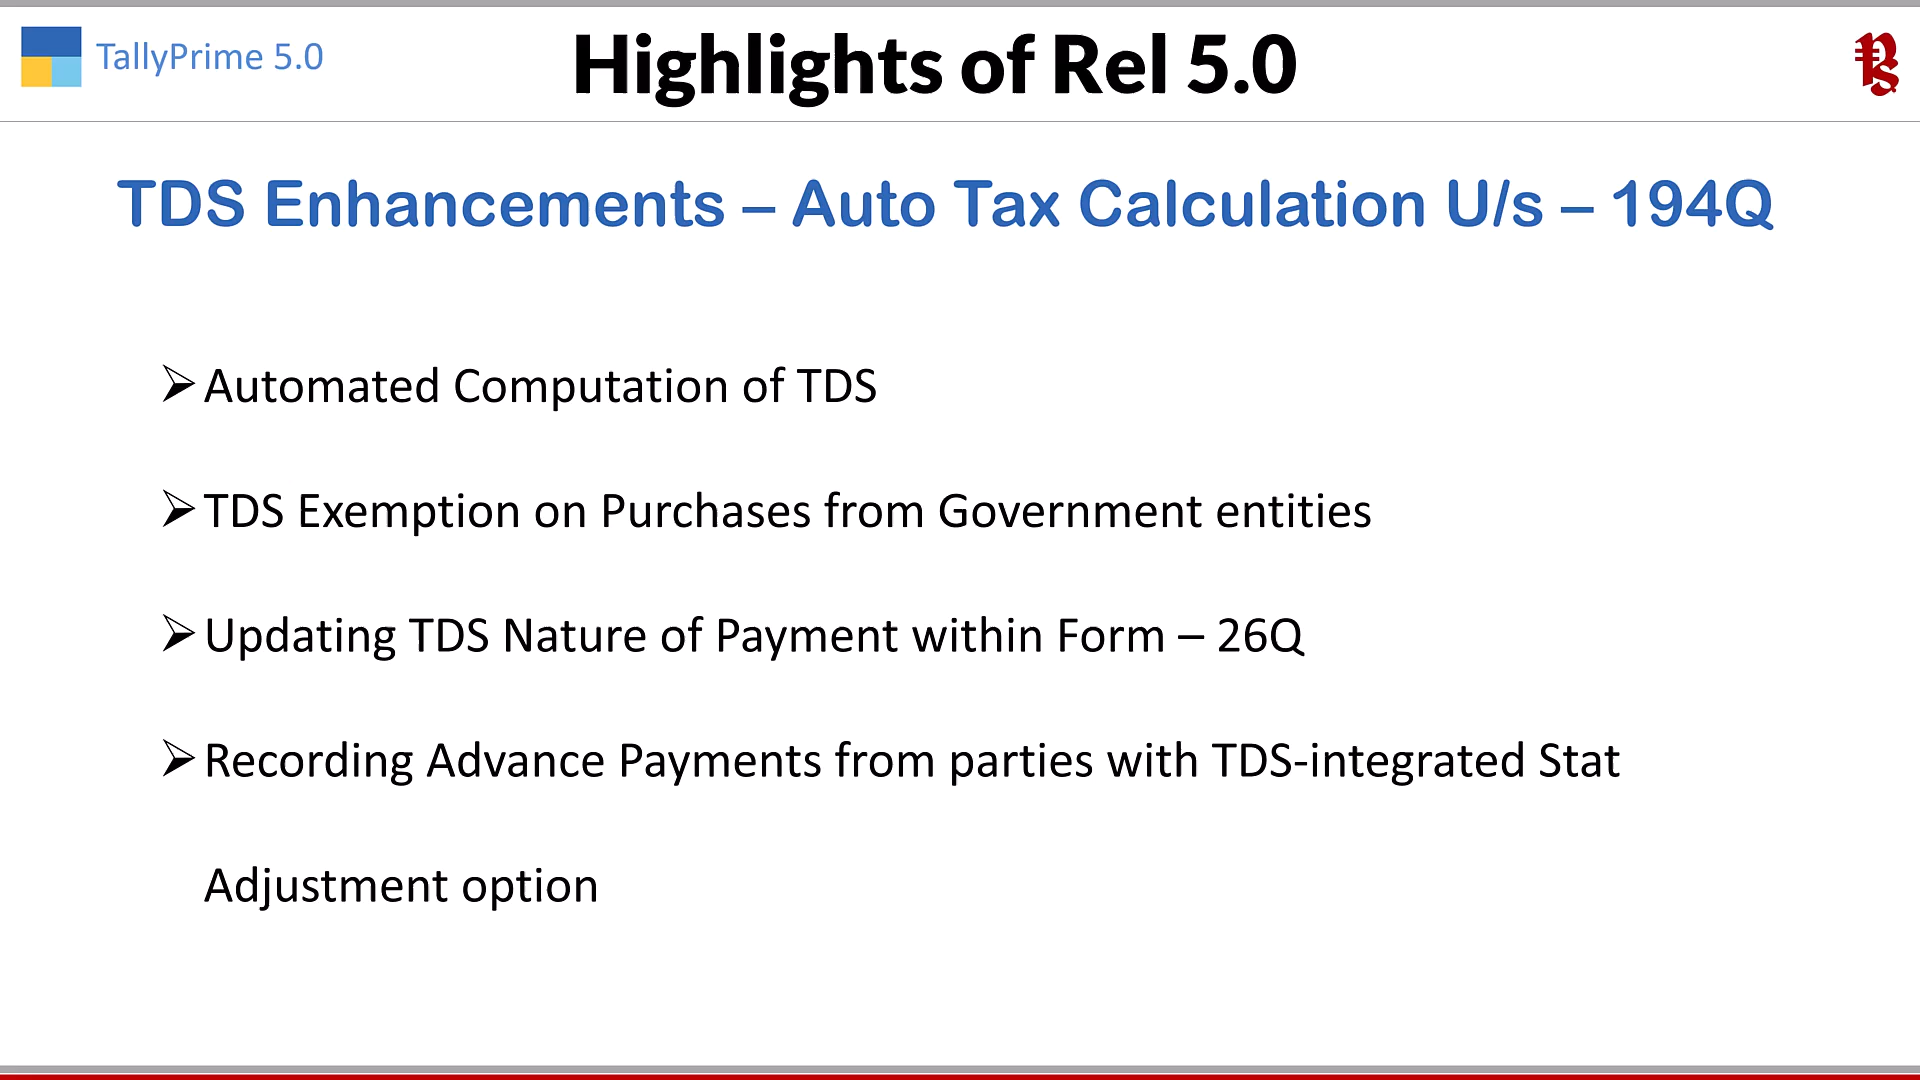 TallyPrime 5.0
Highlights of Rel 5.0
TDS Enhancements – Auto Tax Calculation U/s – 194Q
➢Automated Computation of TDS
➢TDS Exemption on Purchases from Government entities
➢Updating TDS Nature of Payment within Form – 26Q
➢Recording Advance Payments from parties with TDS-integrated Stat
Adjustment option